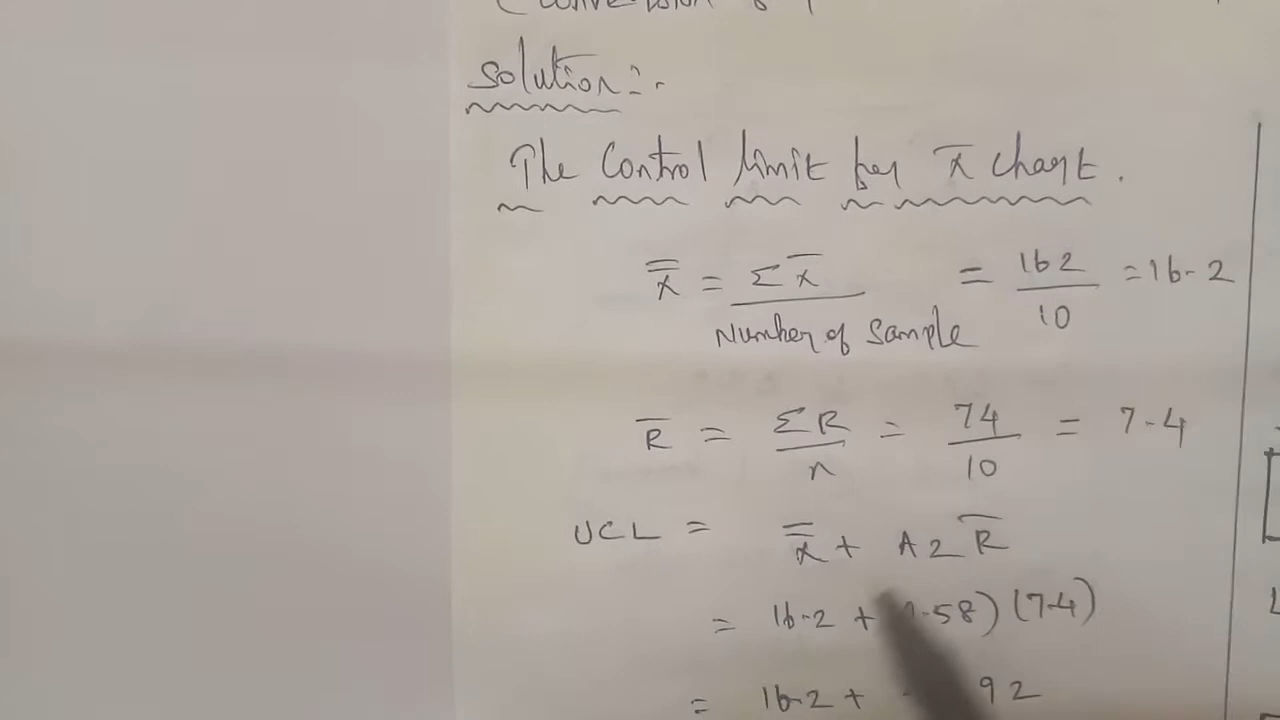 Solution:-
The Control limit for x̄ chart.
x̿ = Σx̄ / Number of Sample = 162 / 10 = 16.2
R̄ = ΣR / n = 74 / 10 = 7.4
UCL = x̿ + A2 R̄
= 16.2 + .58) (7.4)
= 16.2 + 92